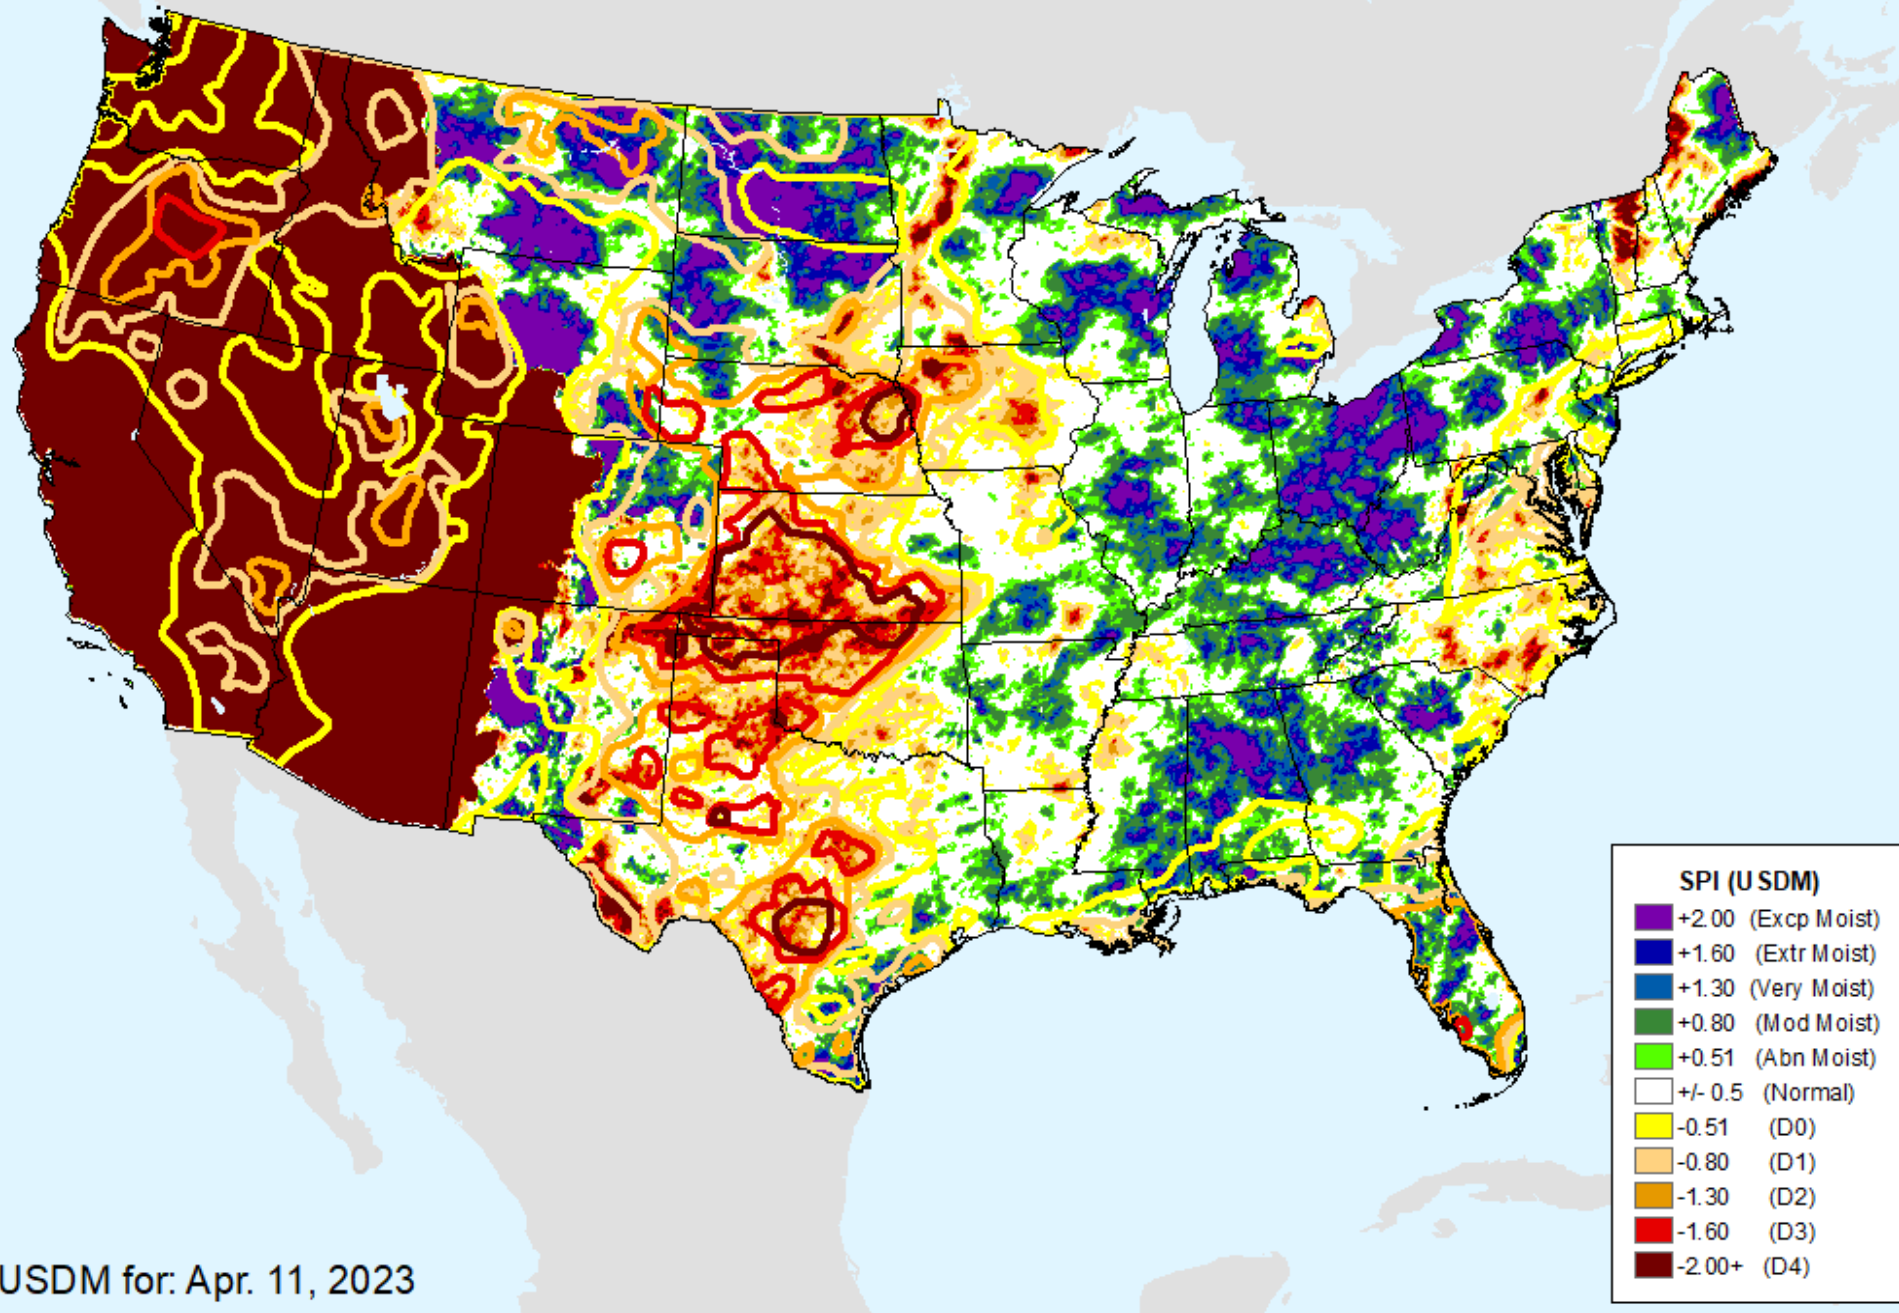 SPI (USDM)
+2.00 (Excp Moist)
+1.60 (Extr Moist)
+1.30 (Very Moist)
+0.80 (Mod Moist)
+0.51 (Abn Moist)
+/- 0.5 (Normal)
-0.51 (D0)
-0.80 (D1)
-1.30 (D2)
-1.60 (D3)
-2.00+ (D4)
USDM for: Apr. 11, 2023